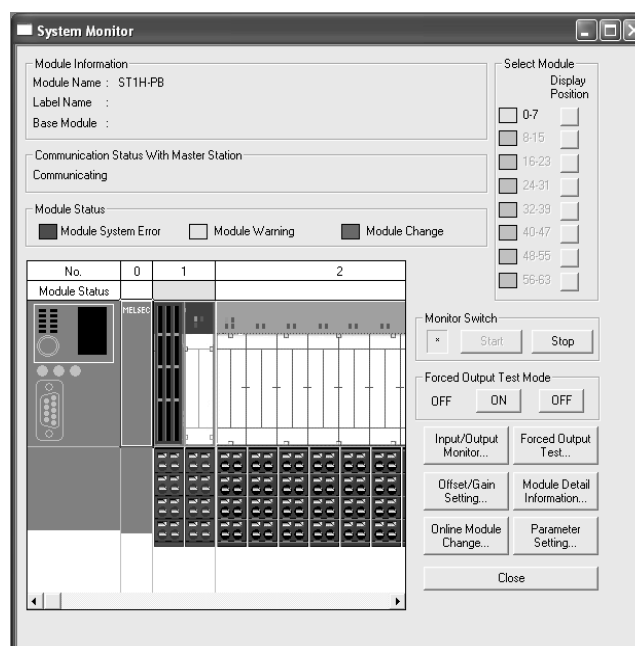 System Monitor
Module Information
Module Name : ST1H-PB
Label Name :
Base Module :
Communication Status With Master Station
Communicating
Module Status
Module System Error
Module Warning
Module Change
Select Module
Display
Position
0-7
8-15
16-23
24-31
32-39
40-47
48-55
56-63
No.
0
1
2
Module Status
MELSEC
Monitor Switch
*
Start
Stop
Forced Output Test Mode
OFF
ON
OFF
Input/Output
Monitor...
Forced Output
Test...
Offset/Gain
Setting...
Module Detail
Information...
Online Module
Change...
Parameter
Setting...
Close